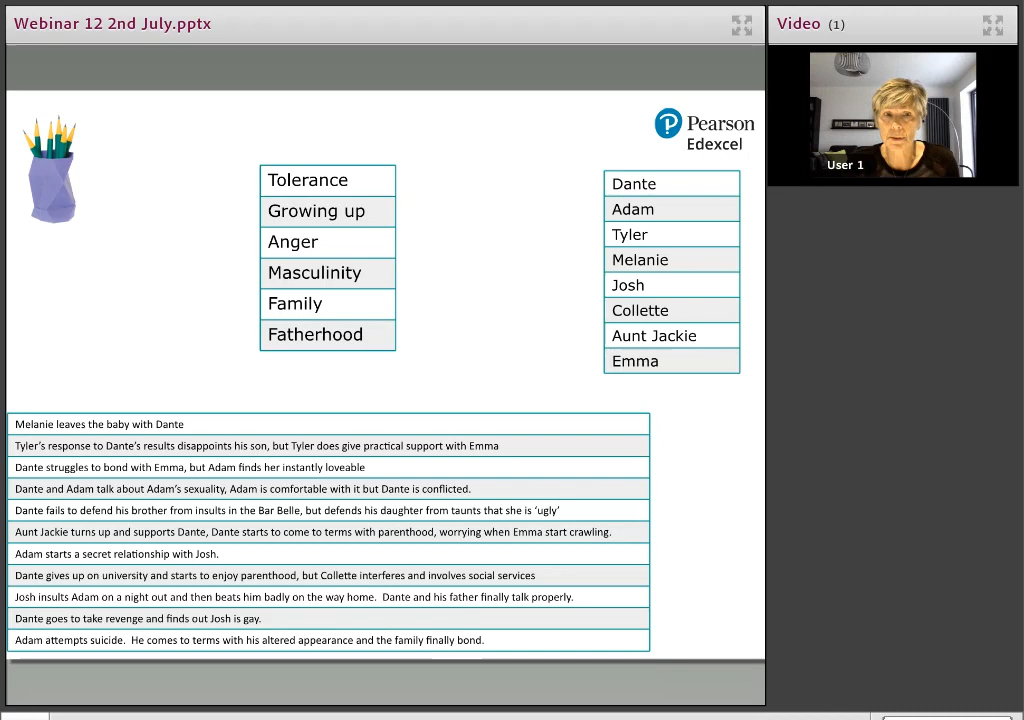 Webinar 12 2nd July.pptx
Video (1)
User 1
Pearson
Edexcel
Tolerance
Growing up
Anger
Masculinity
Family
Fatherhood
Dante
Adam
Tyler
Melanie
Josh
Collette
Aunt Jackie
Emma
Melanie leaves the baby with Dante
Tyler's response to Dante's results disappoints his son, but Tyler does give practical support with Emma
Dante struggles to bond with Emma, but Adam finds her instantly loveable
Dante and Adam talk about Adam's sexuality, Adam is comfortable with it but Dante is conflicted.
Dante fails to defend his brother from insults in the Bar Belle, but defends his daughter from taunts that she is 'ugly'
Aunt Jackie turns up and supports Dante, Dante starts to come to terms with parenthood, worrying when Emma start crawling.
Adam starts a secret relationship with Josh.
Dante gives up on university and starts to enjoy parenthood, but Collette interferes and involves social services
Josh insults Adam on a night out and then beats him badly on the way home.  Dante and his father finally talk properly.
Dante goes to take revenge and finds out Josh is gay.
Adam attempts suicide.  He comes to terms with his altered appearance and the family finally bond.